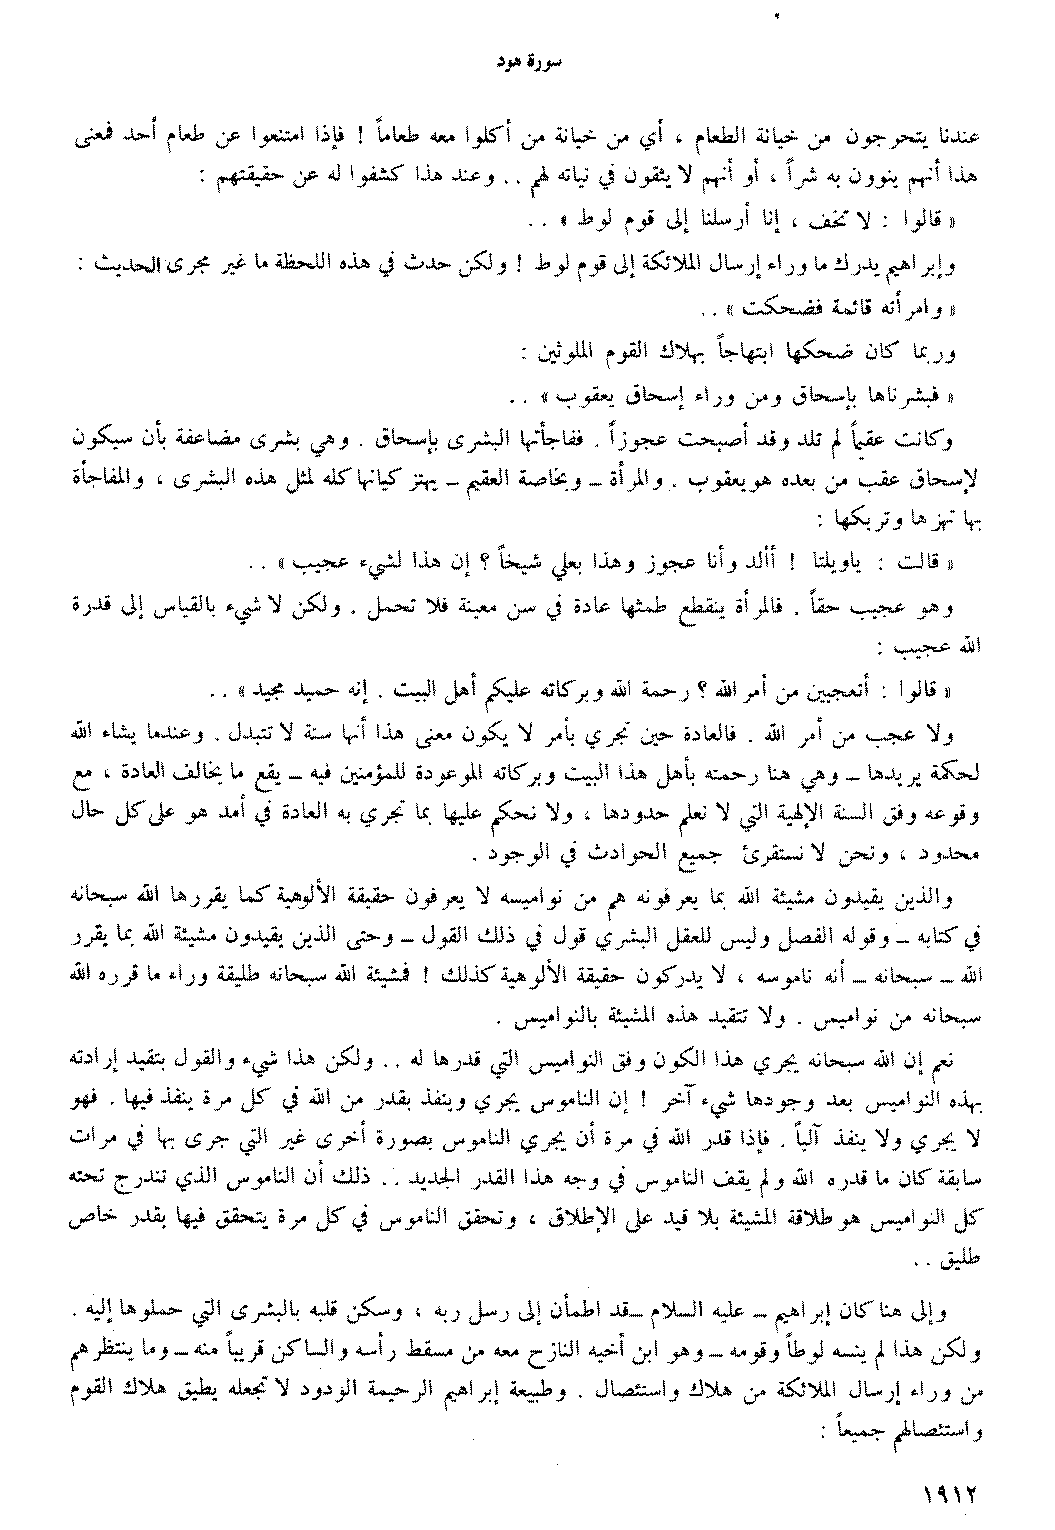 سورة هود
عندنا يتحرجون من خيانة الطعام ، أي من خيانة من أكلوا معه طعاماً ! فإذا امتنعوا عن طعام أحد فمعنى
هذا أنهم ينوون به شراً ، أو أنهم لا يثقون في نياته لهم .. وعند هذا كشفوا له عن حقيقتهم :
« قالوا : لا تخف ، إنا أرسلنا إلى قوم لوط » ..
وإبراهيم يدرك ما وراء إرسال الملائكة إلى قوم لوط ! ولكن حدث في هذه اللحظة ما غير مجرى الحديث :
« وامرأته قائمة فضحكت » ..
وربما كان ضحكها ابتهاجاً بهلاك القوم الملوثين :
« فبشرناها بإسحاق ومن وراء إسحاق يعقوب » ..
وكانت عقيماً لم تلد وقد أصبحت عجوزاً . ففاجأتها البشرى بإسحاق . وهي بشرى مضاعفة بأن سيكون
لإسحاق عقب من بعده هو يعقوب . والمرأة – وبخاصة العقيم – يهتز كيانها كله لمثل هذه البشرى ، والمفاجأة
بها تهزها وتربكها :
« قالت : ياويلتا ! أألد وأنا عجوز وهذا بعلي شيخاً ؟ إن هذا لشيء عجيب » ..
وهو عجيب حقاً . فالمرأة ينقطع طمثها عادة في سن معينة فلا تحمل . ولكن لا شيء بالقياس إلى قدرة
الله عجيب :
« قالوا : أتعجبين من أمر الله ؟ رحمة الله وبركاته عليكم أهل البيت . إنه حميد مجيد » ..
ولا عجب من أمر الله . فالعادة حين تجري بأمر لا يكون معنى هذا أنها سنة لا تتبدل . وعندما يشاء الله
لحكمة يريدها – وهي هنا رحمته بأهل هذا البيت وبركاته الموعودة للمؤمنين فيه – يقع ما يخالف العادة ، مع
وقوعه وفق السنة الإلهية التي لا نعلم حدودها ، ولا نحكم عليها بما تجري به العادة في أمد هو على كل حال
محدود ، ونحن لا نستقرئ جميع الحوادث في الوجود .
والذين يقيدون مشيئة الله بما يعرفونه هم من نواميسه لا يعرفون حقيقة الألوهية كما يقررها الله سبحانه
في كتابه – وقوله الفصل وليس للعقل البشري قول في ذلك القول – وحتى الذين يقيدون مشيئة الله بما يقرر
الله – سبحانه – أنه ناموسه ، لا يدركون حقيقة الألوهية كذلك ! فمشيئة الله سبحانه طليقة وراء ما قرره الله
سبحانه من نواميس . ولا تتقيد هذه المشيئة بالنواميس .
نعم إن الله سبحانه يجري هذا الكون وفق النواميس التي قدرها له .. ولكن هذا شيء والقول بتقيد إرادته
بهذه النواميس بعد وجودها شيء آخر ! إن الناموس يجري وينفذ بقدر من الله في كل مرة ينفذ فيها . فهو
لا يجري ولا ينفذ آلياً . فإذا قدر الله في مرة أن يجري الناموس بصورة أخرى غير التي جرى بها في مرات
سابقة كان ما قدره الله ولم يقف الناموس في وجه هذا القدر الجديد .. ذلك أن الناموس الذي تندرج تحته
كل النواميس هو طلاقة المشيئة بلا قيد على الإطلاق ، وتحقق الناموس في كل مرة يتحقق فيها بقدر خاص
طليق ..
وإلى هنا كان إبراهيم – عليه السلام – قد اطمأن إلى رسل ربه ، وسكن قلبه بالبشرى التي حملوها إليه .
ولكن هذا لم ينسه لوطاً وقومه – وهو ابن أخيه النازح معه من مسقط رأسه والساكن قريباً منه – وما ينتظرهم
من وراء إرسال الملائكة من هلاك واستئصال . وطبيعة إبراهيم الرحيمة الودود لا تجعله يطيق هلاك القوم
واستئصالهم جميعاً :
١٩١٢